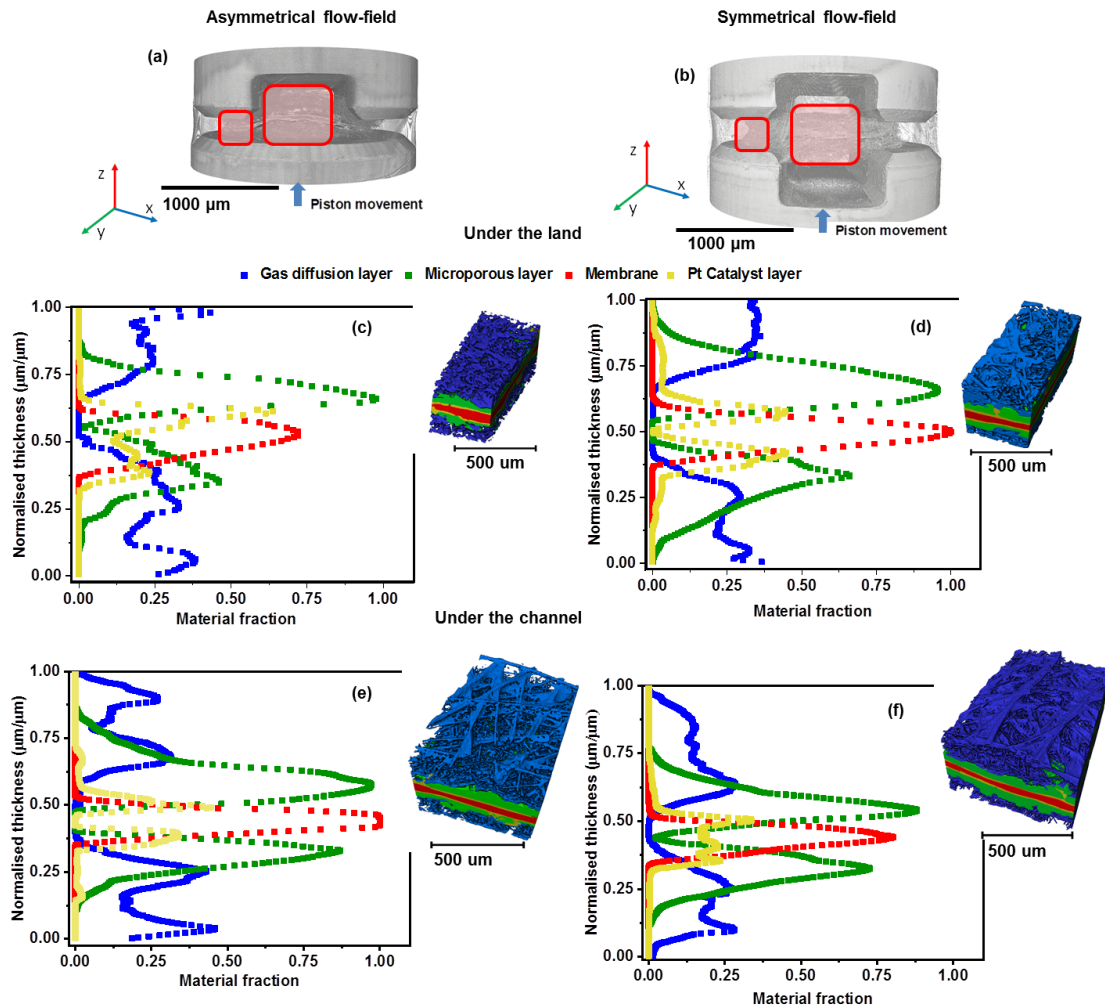 Asymmetrical flow-field
Symmetrical flow-field
(a)
(b)
z
x
y
1000 µm
Piston movement
z
x
y
1000 µm
Piston movement
Under the land
Gas diffusion layer Microporous layer Membrane Pt Catalyst layer
Normalised thickness (µm/µm)
1.00
0.75
0.50
0.25
0.00
0.00 0.25 0.50 0.75 1.00
Material fraction
(c)
500 um
Normalised thickness (µm/µm)
1.00
0.75
0.50
0.25
0.00
0.00 0.25 0.50 0.75 1.00
Material fraction
(d)
500 um
Under the channel
Normalised thickness (µm/µm)
1.00
0.75
0.50
0.25
0.00
0.00 0.25 0.50 0.75 1.00
Material fraction
(e)
500 um
Normalised thickness (µm/µm)
1.00
0.75
0.50
0.25
0.00
0.00 0.25 0.50 0.75 1.00
Material fraction
(f)
500 um